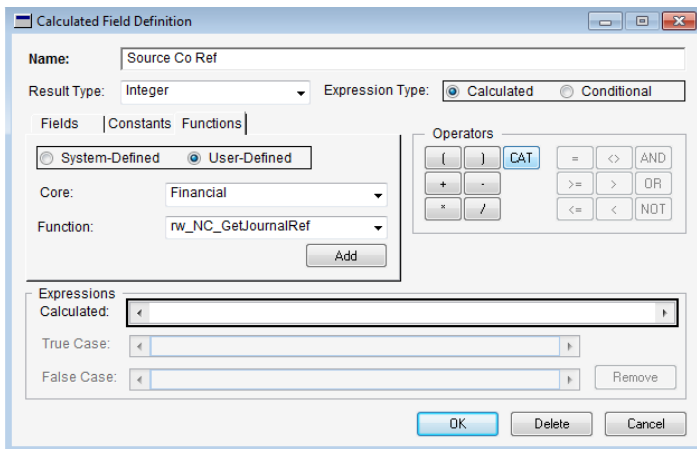 Calculated Field Definition
Name: Source Co Ref
Result Type: Integer Expression Type: Calculated Conditional
Fields Constants Functions
Operators
System-Defined User-Defined
( ) CAT = <> AND
Core: Financial
+ - >= > OR
Function: rw_NC_GetJournalRef
* / <= < NOT
Add
Expressions
Calculated:
True Case:
False Case: Remove
OK Delete Cancel